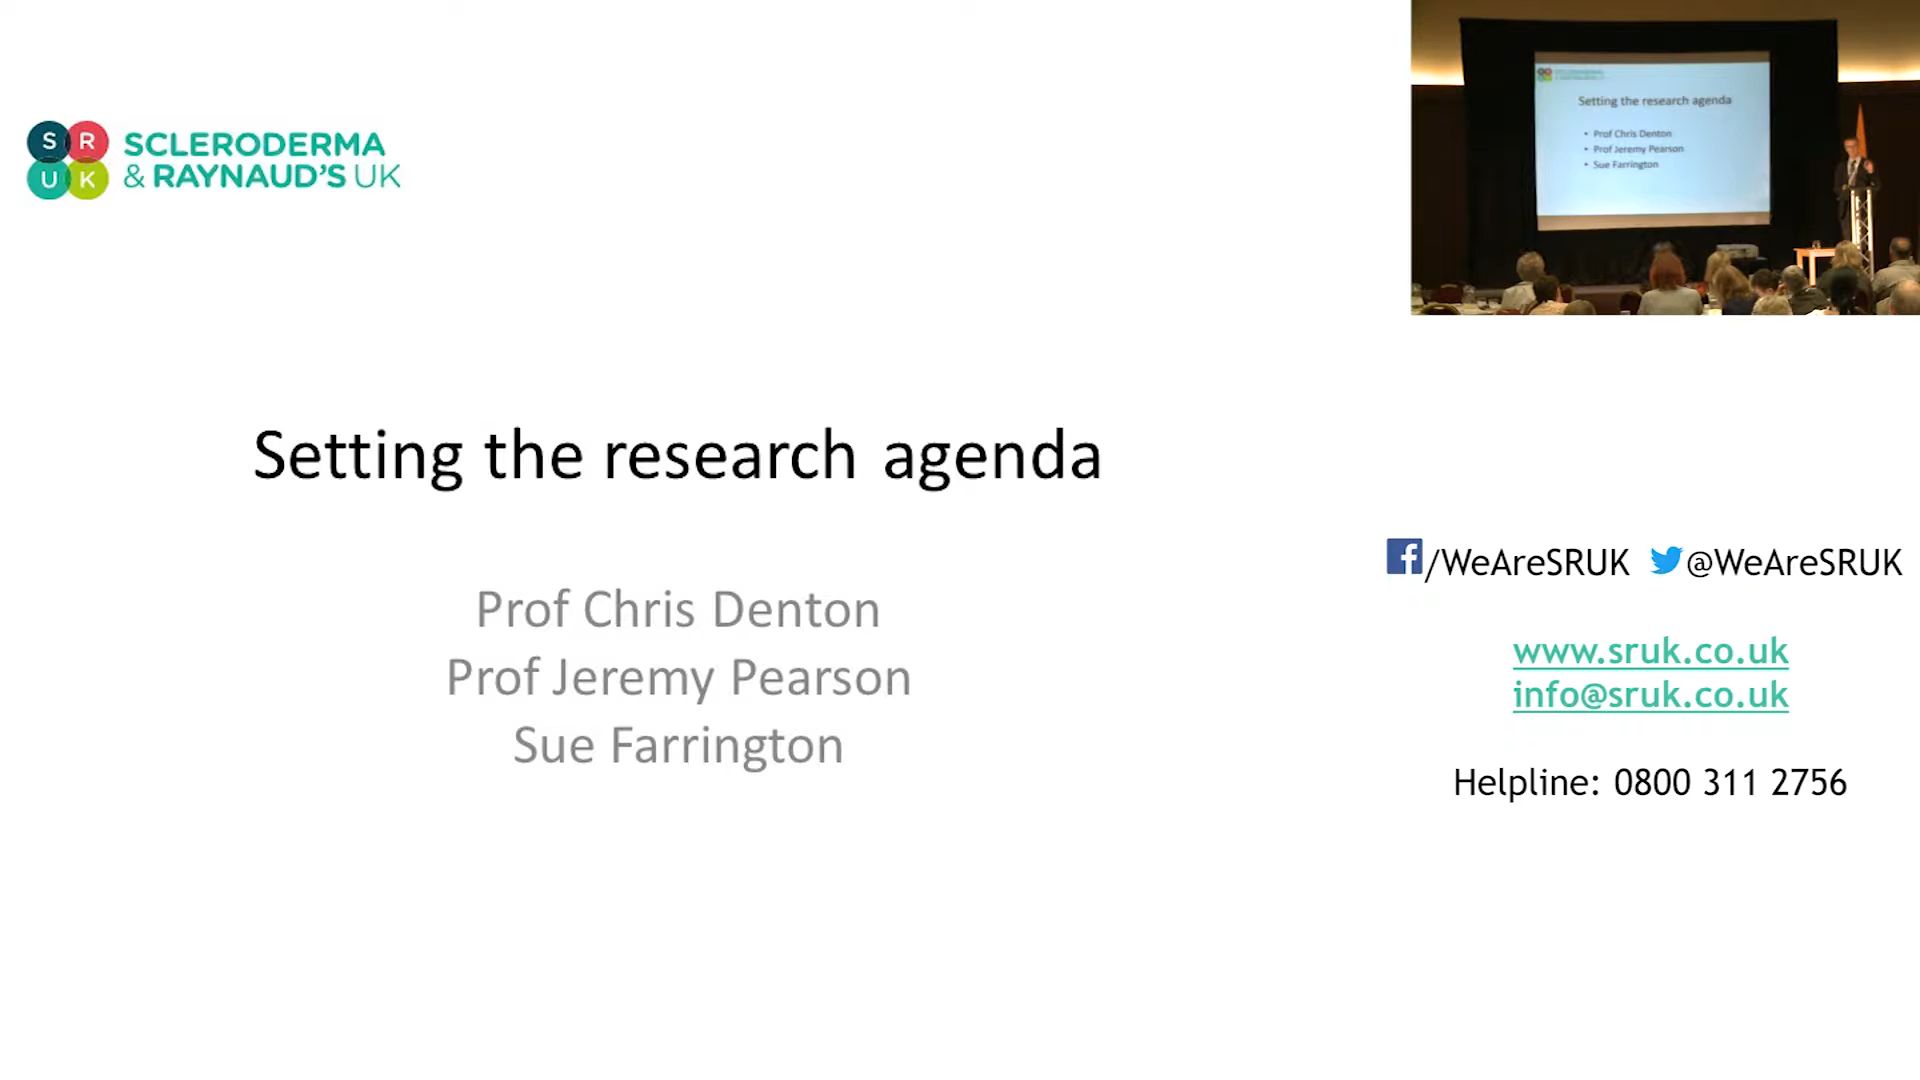 S R
U K
SCLERODERMA
& RAYNAUD'S UK
Setting the research agenda
• Prof Chris Denton
• Prof Jeremy Pearson
• Sue Farrington
Setting the research agenda
Prof Chris Denton
Prof Jeremy Pearson
Sue Farrington
/WeAreSRUK @WeAreSRUK
www.sruk.co.uk
info@sruk.co.uk
Helpline: 0800 311 2756